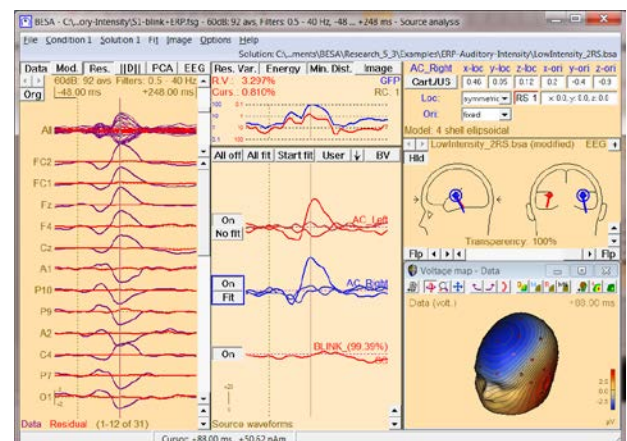 BESA - C:\...ory-Intensity\S1-blink+ERP.fsg - 60dB: 92 avs, Filters: 0.5 - 40 Hz, -48 ... +248 ms - Source analysis
File Condition 1 Solution 1 Fit Image Options Help
Solution: C:\...ments\BESA\Research_5_3\Examples\ERP-Auditory-Intensity\LowIntensity_2RS.bsa
Data Mod. Res. ||D|| PCA EEG
60dB: 92 avs Filters: 0.5 - 40 Hz
Org
-48.00 ms +248.00 ms
All
FC2
FC1
Fz
F4
Cz
A1
P10
P9
A2
C4
P7
O1
Data Residual (1-12 of 31)
Res. Var. Energy Min. Dist. Image
R.V.: 3.297% GFP
Curs.: 0.810% RC: 1
All off All fit Start fit User BV
On
No fit
AC_Left
On
Fit
AC_Right
On
BLINK_(99.39%)
Source waveforms
AC_Right x-loc y-loc z-loc x-ori y-ori z-ori
Cart./US 0.46 0.05 0.12 0.2 -0.4 -0.9
Loc: symmetric RS 1 x: 0.0, y: 0.0, z: 0.0
Ori: fixed
Model: 4 shell ellipsoidal
LowIntensity_2RS.bsa (modified) EEG
Hld
Transparency: 100%
Flp Flp
Voltage map - Data
Data (volt.) +88.00 ms
µV
Cursor: +88.00 ms, +50.62 nAm